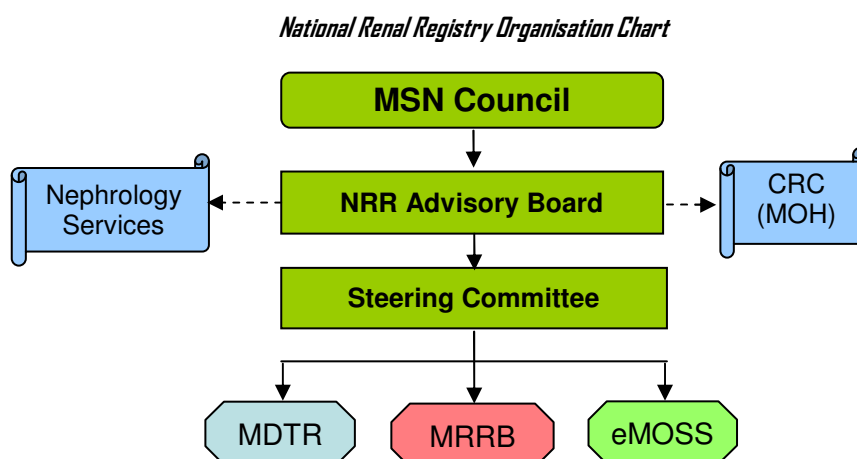 National Renal Registry Organisation Chart
MSN Council
Nephrology
Services
NRR Advisory Board
CRC
(MOH)
Steering Committee
MDTR
MRRB
eMOSS